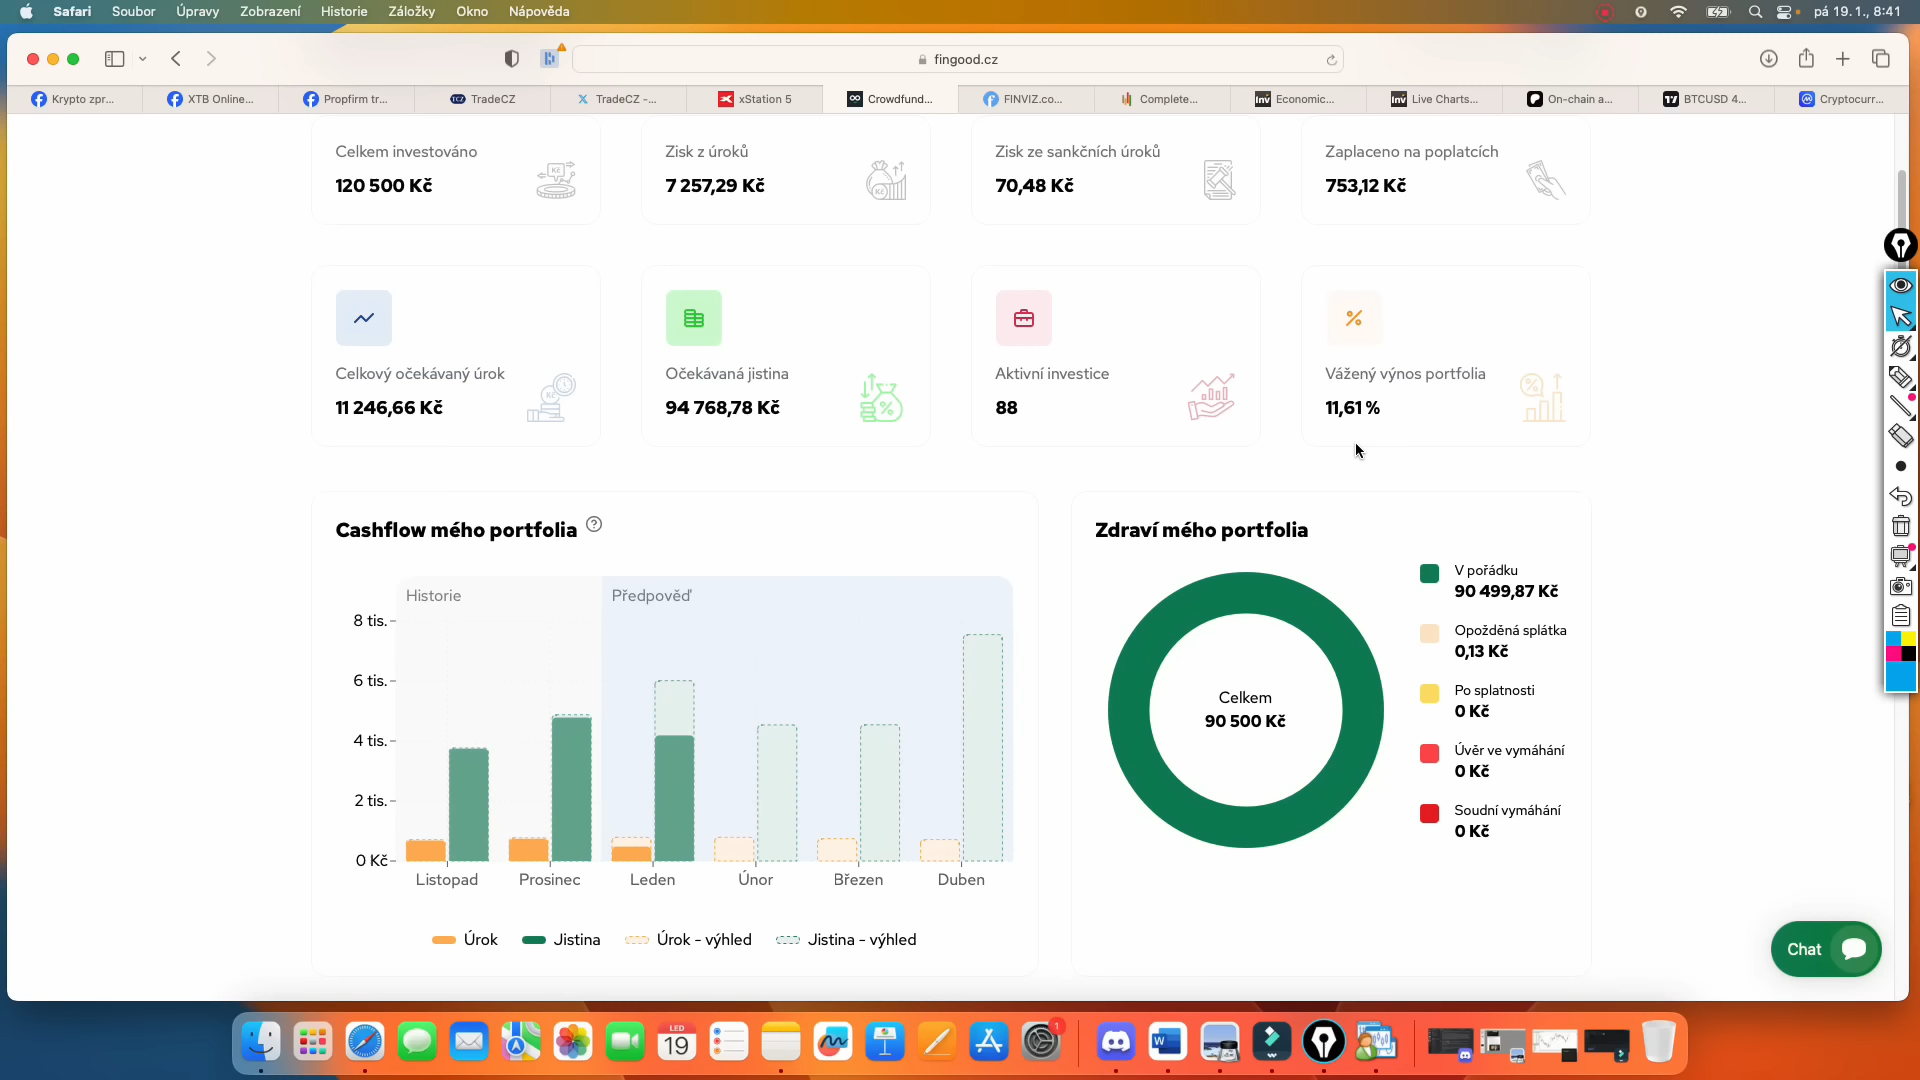 Safari Soubor Úpravy Zobrazení Historie Záložky Okno Nápověda pá 19. 1., 8:41
fingood.cz
Krypto zpr... XTB Online... Propfirm tr... TradeCZ TradeCZ -... xStation 5 Crowdfund... FINVIZ.co... Complete... Economic... Live Charts... On-chain a... BTCUSD 4... Cryptocurr...
Celkem investováno
120 500 Kč
Zisk z úroků
7 257,29 Kč
Zisk ze sankčních úroků
70,48 Kč
Zaplaceno na poplatcích
753,12 Kč
Celkový očekávaný úrok
11 246,66 Kč
Očekávaná jistina
94 768,78 Kč
Aktivní investice
88
Vážený výnos portfolia
11,61 %
Cashflow mého portfolia
Historie Předpověď
8 tis.
6 tis.
4 tis.
2 tis.
0 Kč
Listopad Prosinec Leden Únor Březen Duben
Úrok Jistina Úrok - výhled Jistina - výhled
Zdraví mého portfolia
Celkem
90 500 Kč
V pořádku
90 499,87 Kč
Opožděná splátka
0,13 Kč
Po splatnosti
0 Kč
Úvěr ve vymáhání
0 Kč
Soudní vymáhání
0 Kč
Chat
LED
19
1